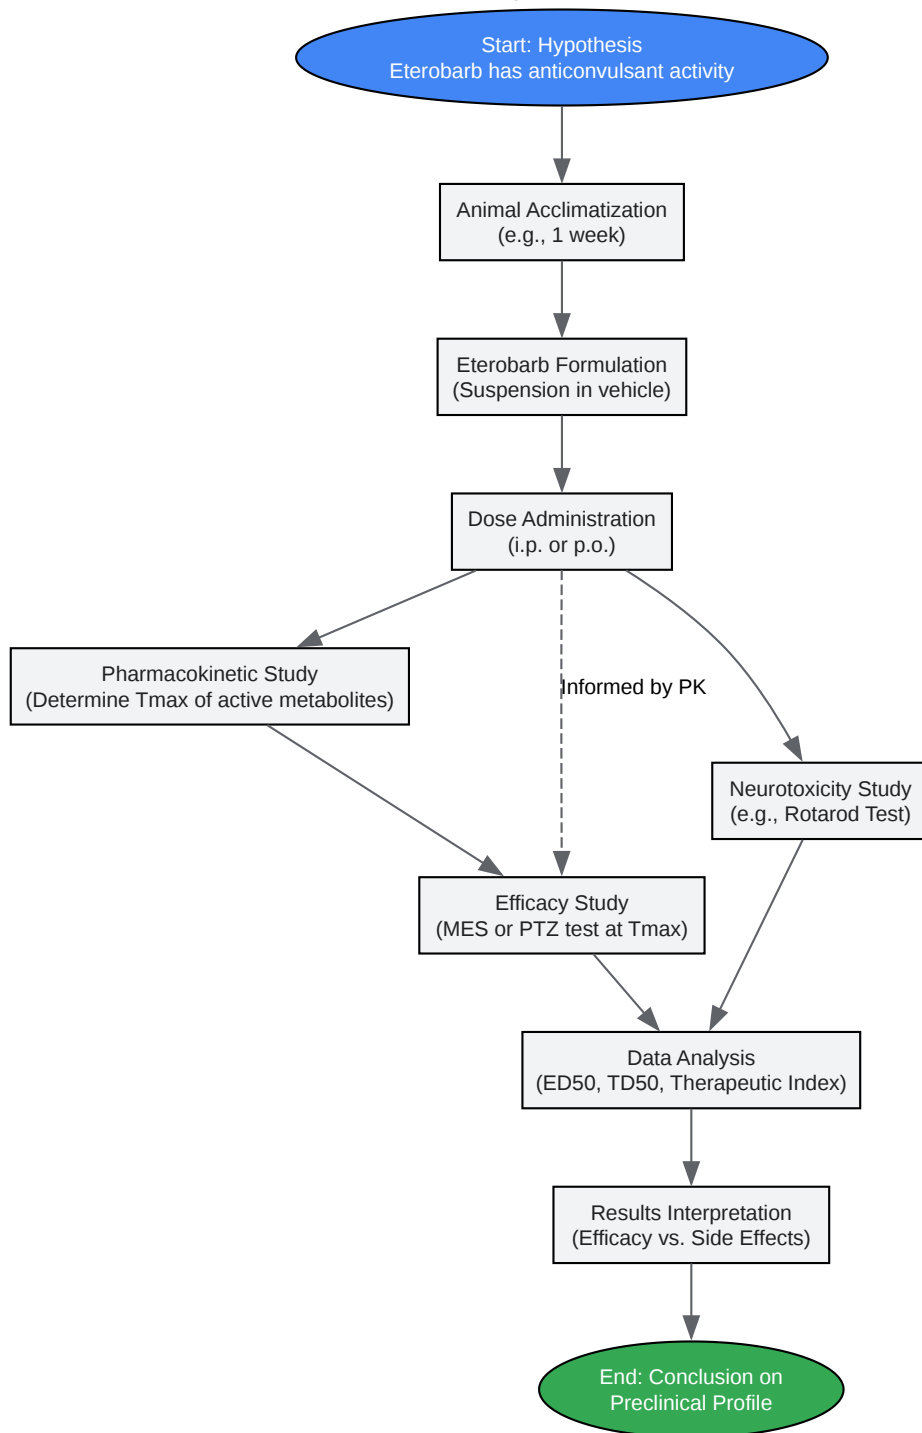 Start: Hypothesis
Eterobarb has anticonvulsant activity
Animal Acclimatization
(e.g., 1 week)
Eterobarb Formulation
(Suspension in vehicle)
Dose Administration
(i.p. or p.o.)
Pharmacokinetic Study
(Determine Tmax of active metabolites)
Informed by PK
Neurotoxicity Study
(e.g., Rotarod Test)
Efficacy Study
(MES or PTZ test at Tmax)
Data Analysis
(ED50, TD50, Therapeutic Index)
Results Interpretation
(Efficacy vs. Side Effects)
End: Conclusion on
Preclinical Profile